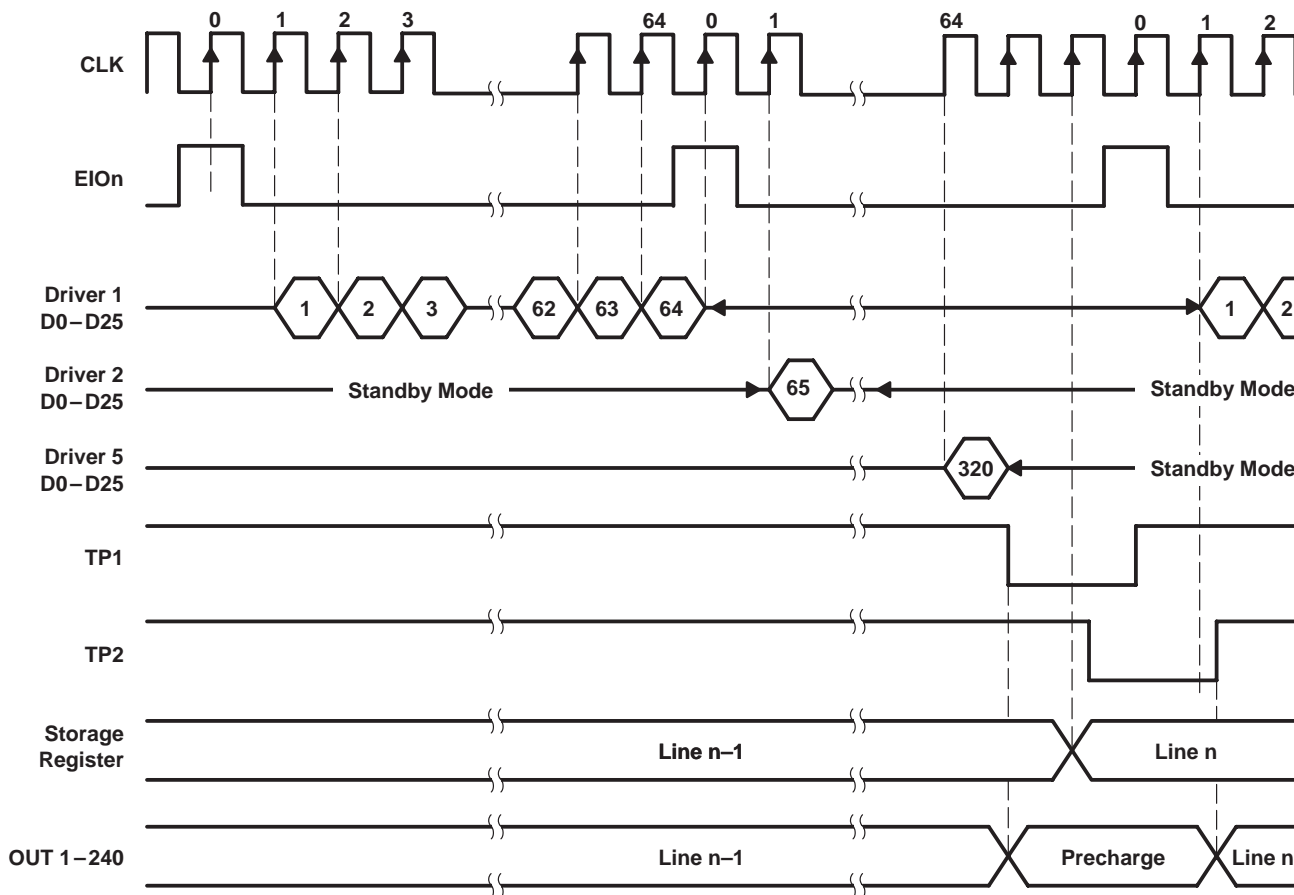 0 1 2 3 64 0 1 64 0 1 2
CLK
EIOn
Driver 1
D0–D25
1 2 3 62 63 64 1 2
Driver 2
D0–D25
Standby Mode 65 Standby Mode
Driver 5
D0–D25
320 Standby Mode
TP1
TP2
Storage
Register
Line n–1 Line n
OUT 1–240
Line n–1 Precharge Line n